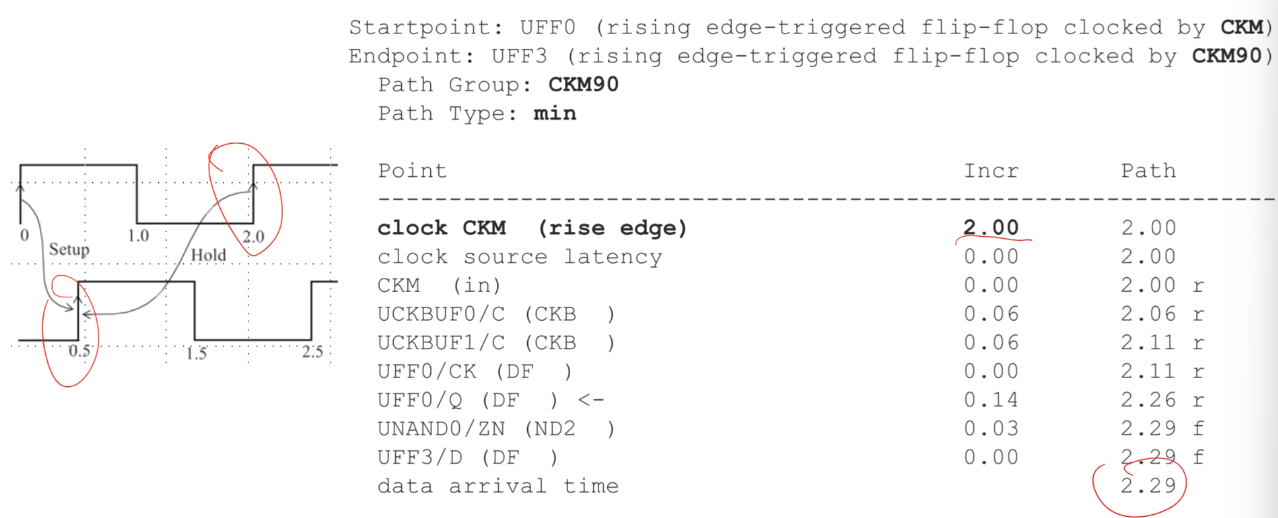 Startpoint: UFF0 (rising edge-triggered flip-flop clocked by CKM)
Endpoint: UFF3 (rising edge-triggered flip-flop clocked by CKM90)
Path Group: CKM90
Path Type: min
Point Incr Path
------------------------------------------------------------
clock CKM (rise edge) 2.00 2.00
clock source latency 0.00 2.00
CKM (in) 0.00 2.00 r
UCKBUF0/C (CKB ) 0.06 2.06 r
UCKBUF1/C (CKB ) 0.06 2.11 r
UFF0/CK (DF ) 0.00 2.11 r
UFF0/Q (DF ) <- 0.14 2.26 r
UNAND0/ZN (ND2 ) 0.03 2.29 f
UFF3/D (DF ) 0.00 2.29 f
data arrival time 2.29
0 1.0 2.0
Setup Hold
0.5 1.5 2.5